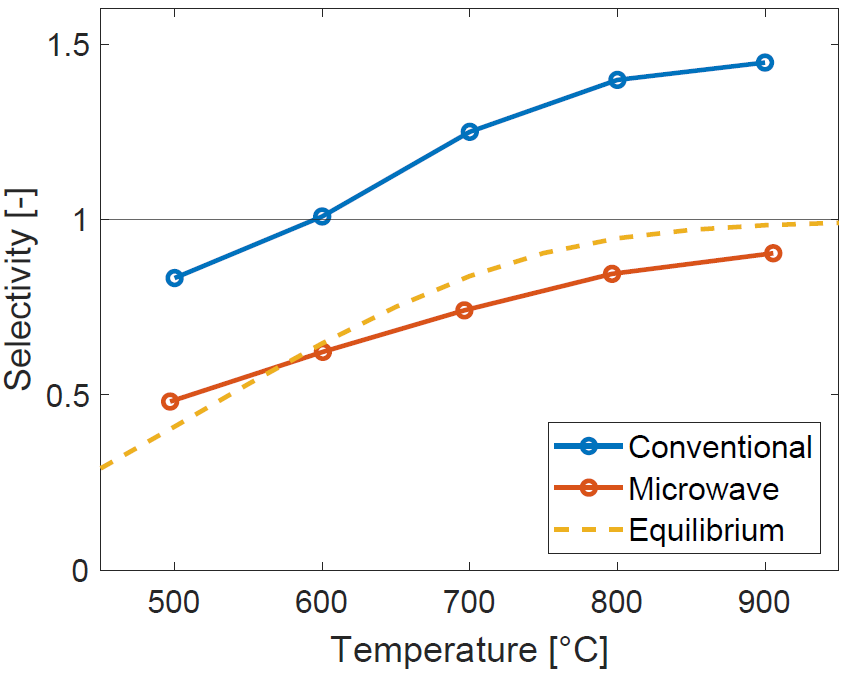 1.5
1
0.5
0
Selectivity [-]
Conventional
Microwave
Equilibrium
500 600 700 800 900
Temperature [°C]